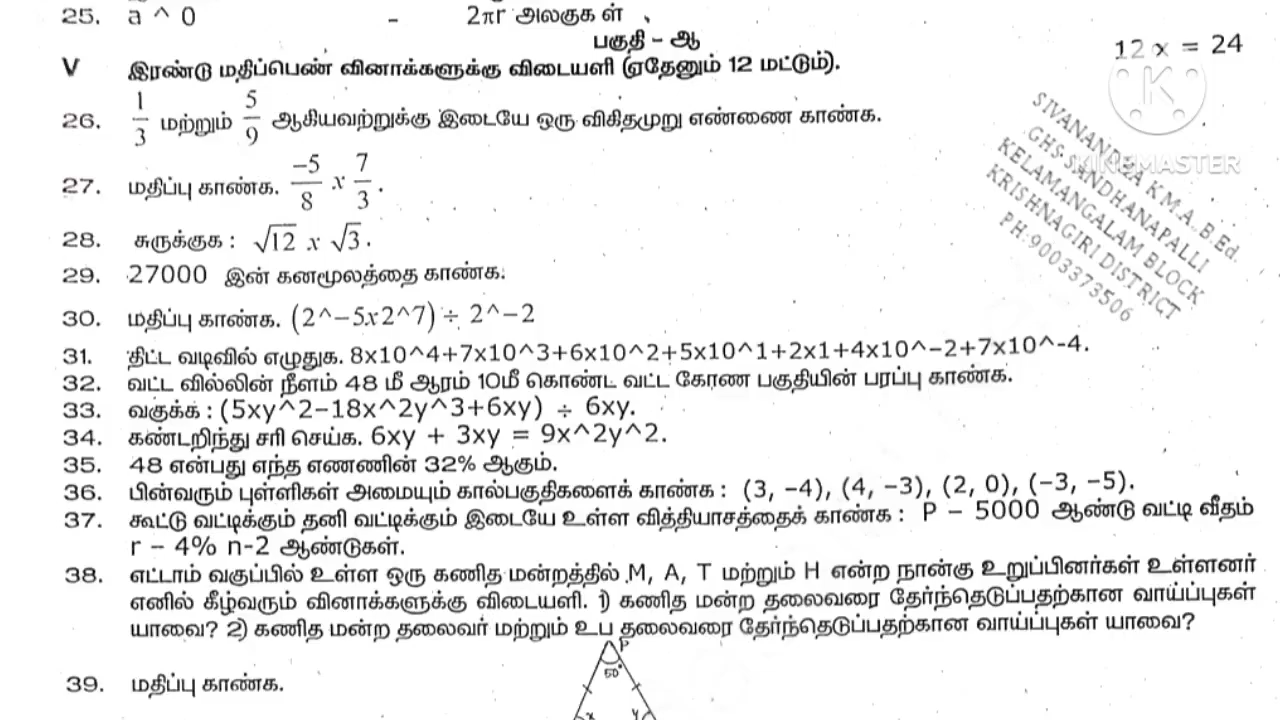 25. a ^ 0 - 2πr அலகுகள்
பகுதி – ஆ
12x = 24
V இரண்டு மதிப்பெண் வினாக்களுக்கு விடையளி (ஏதேனும் 12 மட்டும்).
26. 1/3 மற்றும் 5/9 ஆகியவற்றுக்கு இடையே ஒரு விகிதமுறு எண்ணை காண்க.
27. மதிப்பு காண்க. −5/8 x 7/3.
28. சுருக்குக : √12 x √3.
29. 27000 இன் கனமூலத்தை காண்க.
30. மதிப்பு காண்க. (2^−5x2^7) ÷ 2^−2
31. திட்ட வடிவில் எழுதுக. 8x10^4+7x10^3+6x10^2+5x10^1+2x1+4x10^−2+7x10^-4.
32. வட்ட வில்லின் நீளம் 48 மீ ஆரம் 10மீ கொண்ட வட்ட கோண பகுதியின் பரப்பு காண்க.
33. வகுக்க : (5xy^2−18x^2y^3+6xy) ÷ 6xy.
34. கண்டறிந்து சரி செய்க. 6xy + 3xy = 9x^2y^2.
35. 48 என்பது எந்த எணணின் 32% ஆகும்.
36. பின்வரும் புள்ளிகள் அமையும் கால்பகுதிகளைக் காண்க : (3, −4), (4, −3), (2, 0), (−3, −5).
37. கூட்டு வட்டிக்கும் தனி வட்டிக்கும் இடையே உள்ள வித்தியாசத்தைக் காண்க : P − 5000 ஆண்டு வட்டி வீதம்
r − 4% n-2 ஆண்டுகள்.
38. எட்டாம் வகுப்பில் உள்ள ஒரு கணித மன்றத்தில் M, A, T மற்றும் H என்ற நான்கு உறுப்பினர்கள் உள்ளனர்
எனில் கீழ்வரும் வினாக்களுக்கு விடையளி. 1) கணித மன்ற தலைவரை தேர்ந்தெடுப்பதற்கான வாய்ப்புகள்
யாவை? 2) கணித மன்ற தலைவர் மற்றும் உப தலைவரை தேர்ந்தெடுப்பதற்கான வாய்ப்புகள் யாவை?
39. மதிப்பு காண்க.
P
50°
x y
K
KINEMASTER
SIVANANDHA K.M.A.,B.Ed.
GHS-SANDHANAPALLI
KELAMANGALAM BLOCK
KRISHNAGIRI DISTRICT
PH:9003373506